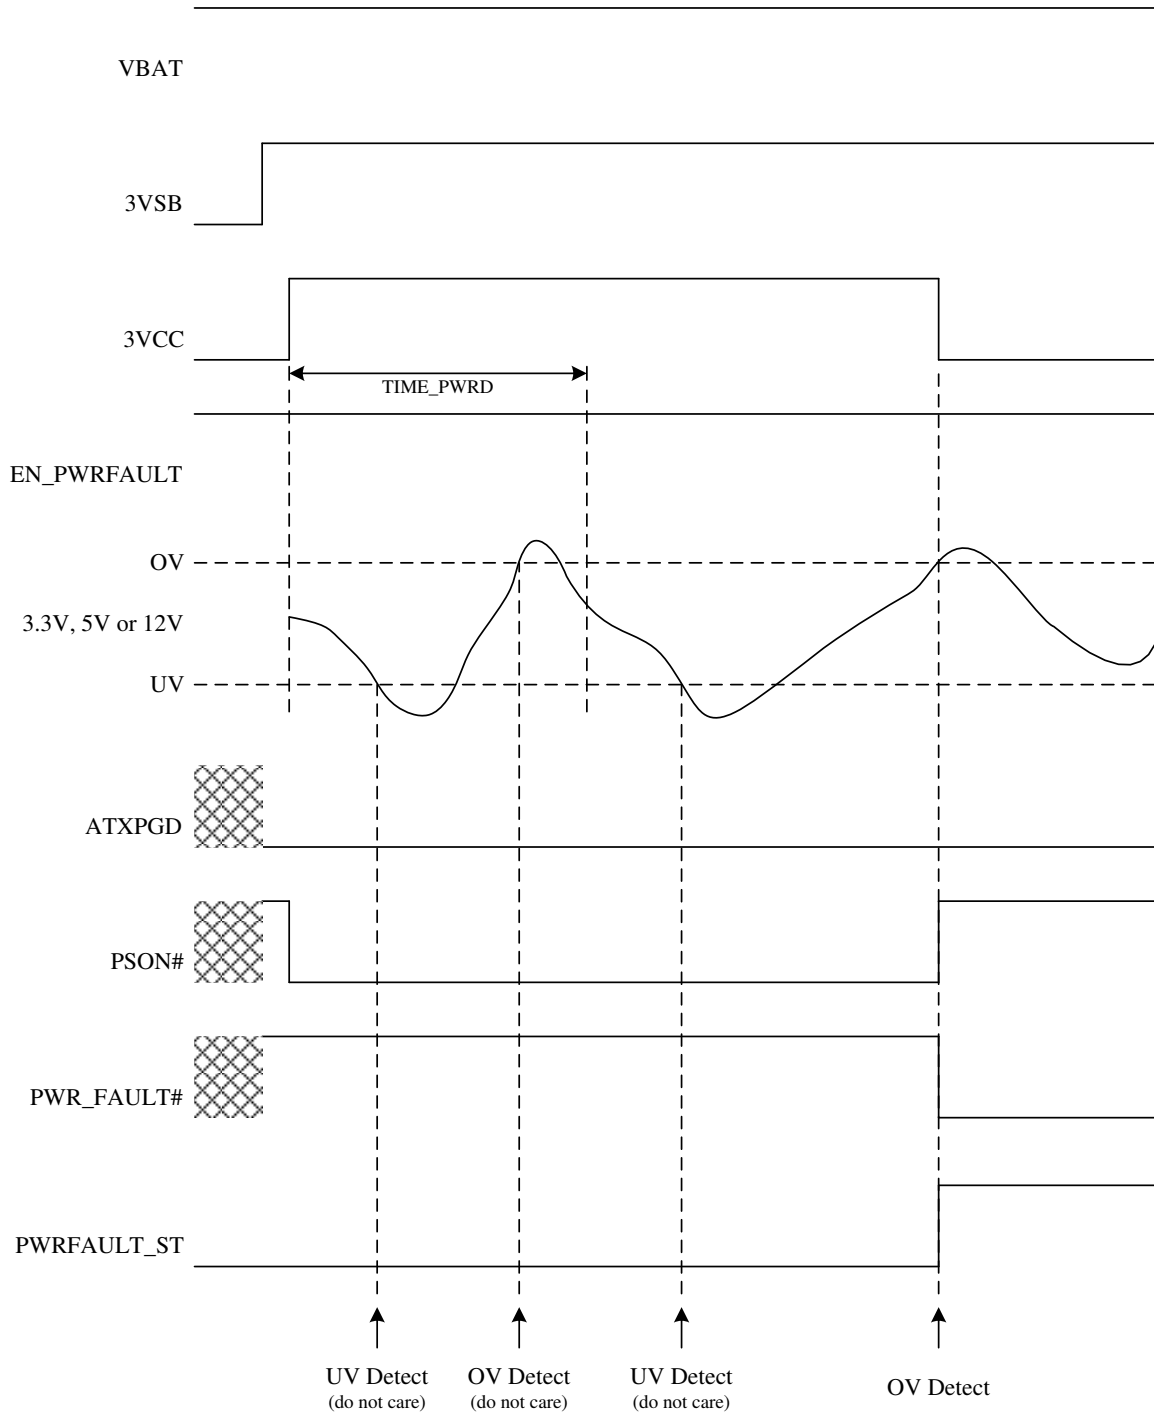 VBAT
3VSB
3VCC
TIME_PWRD
EN_PWRFAULT
OV
3.3V, 5V or 12V
UV
ATXPGD
PSON#
PWR_FAULT#
PWRFAULT_ST
UV Detect
(do not care)
OV Detect
(do not care)
UV Detect
(do not care)
OV Detect